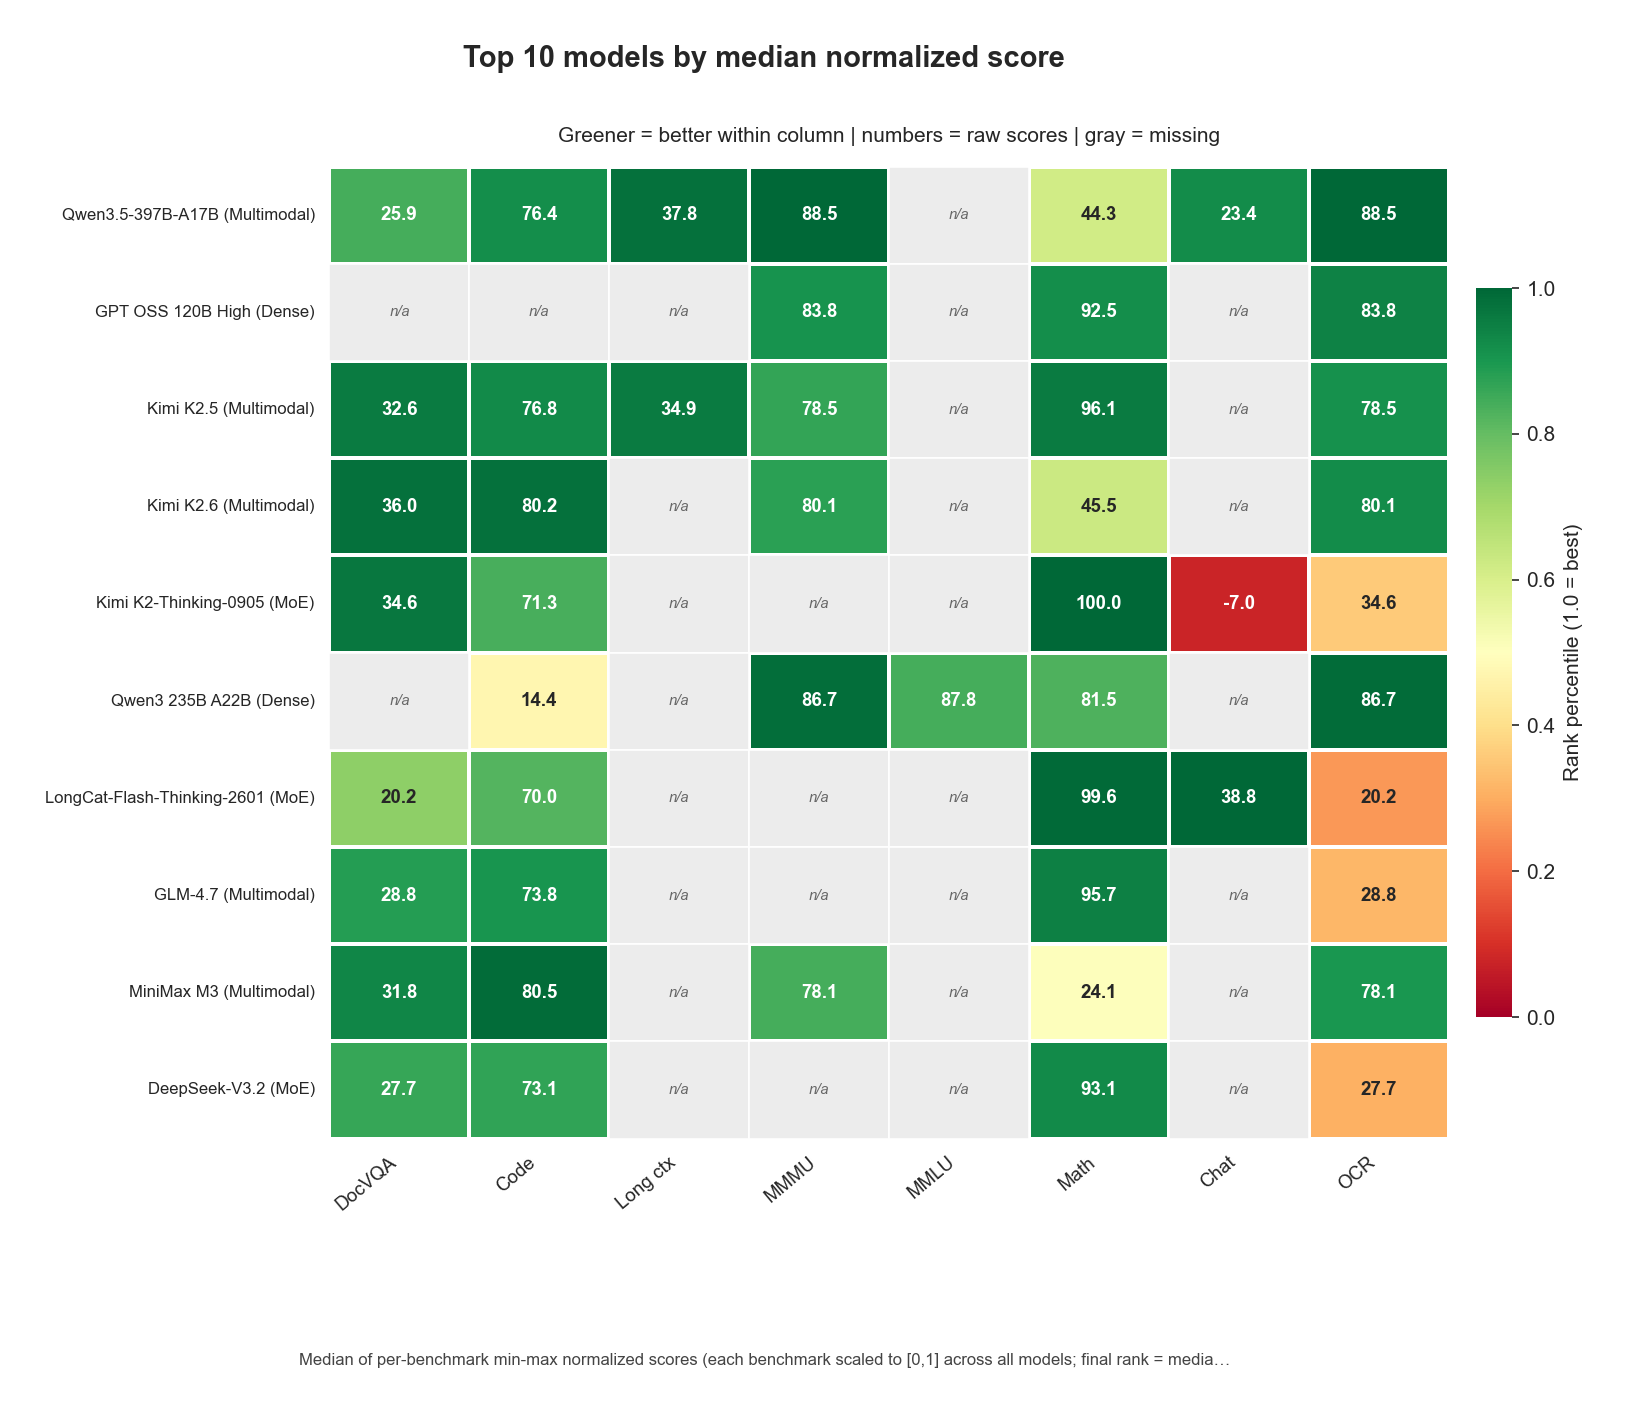 Top 10 models by median normalized score
Greener = better within column | numbers = raw scores | gray = missing
Qwen3.5-397B-A17B (Multimodal) 25.9 76.4 37.8 88.5 n/a 44.3 23.4 88.5
GPT OSS 120B High (Dense) n/a n/a n/a 83.8 n/a 92.5 n/a 83.8
Kimi K2.5 (Multimodal) 32.6 76.8 34.9 78.5 n/a 96.1 n/a 78.5
Kimi K2.6 (Multimodal) 36.0 80.2 n/a 80.1 n/a 45.5 n/a 80.1
Kimi K2-Thinking-0905 (MoE) 34.6 71.3 n/a n/a n/a 100.0 -7.0 34.6
Qwen3 235B A22B (Dense) n/a 14.4 n/a 86.7 87.8 81.5 n/a 86.7
LongCat-Flash-Thinking-2601 (MoE) 20.2 70.0 n/a n/a n/a 99.6 38.8 20.2
GLM-4.7 (Multimodal) 28.8 73.8 n/a n/a n/a 95.7 n/a 28.8
MiniMax M3 (Multimodal) 31.8 80.5 n/a 78.1 n/a 24.1 n/a 78.1
DeepSeek-V3.2 (MoE) 27.7 73.1 n/a n/a n/a 93.1 n/a 27.7
DocVQA Code Long ctx MMMU MMLU Math Chat OCR
1.0
0.8
0.6
0.4
0.2
0.0
Rank percentile (1.0 = best)
Median of per-benchmark min-max normalized scores (each benchmark scaled to [0,1] across all models; final rank = media…